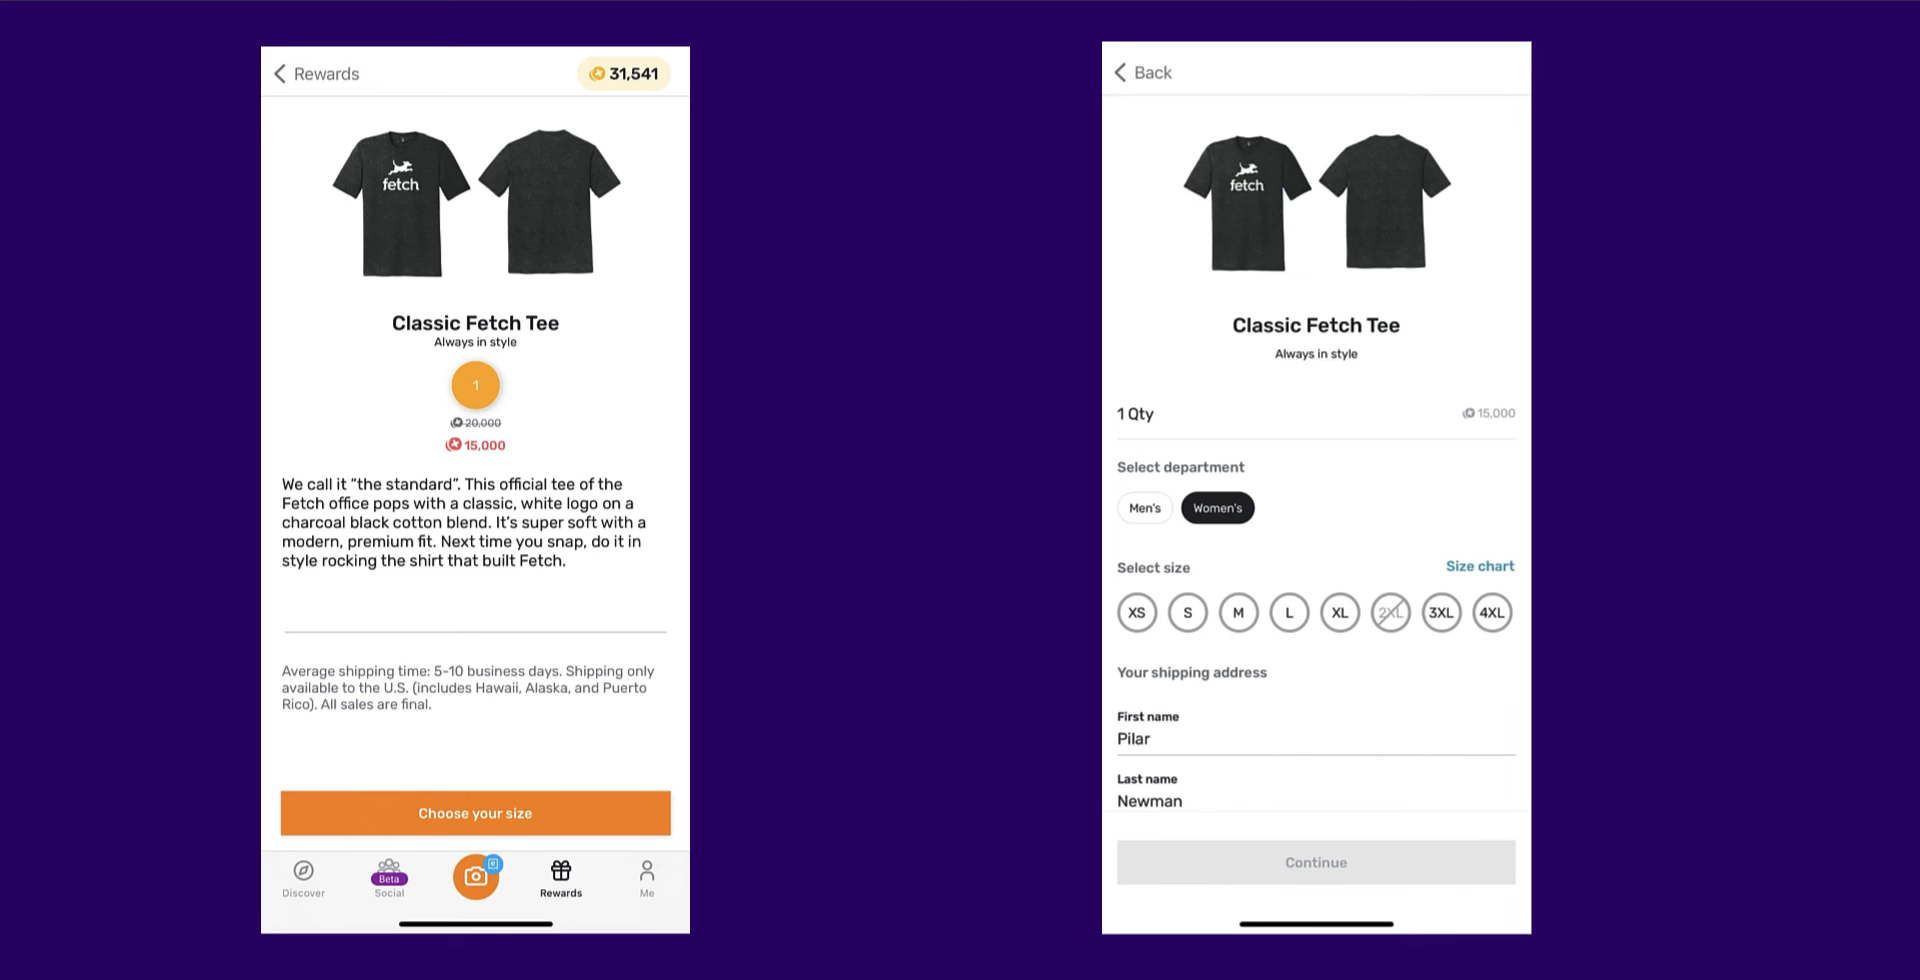 Rewards
31,541
fetch
Classic Fetch Tee
Always in style
1
20,000
15,000
We call it “the standard”. This official tee of the
Fetch office pops with a classic, white logo on a
charcoal black cotton blend. It’s super soft with a
modern, premium fit. Next time you snap, do it in
style rocking the shirt that built Fetch.
Average shipping time: 5-10 business days. Shipping only
available to the U.S. (includes Hawaii, Alaska, and Puerto
Rico). All sales are final.
Choose your size
Discover
Beta
Social
Rewards
Me
Back
fetch
Classic Fetch Tee
Always in style
1 Qty
15,000
Select department
Men's
Women's
Select size
Size chart
XS
S
M
L
XL
2XL
3XL
4XL
Your shipping address
First name
Pilar
Last name
Newman
Continue